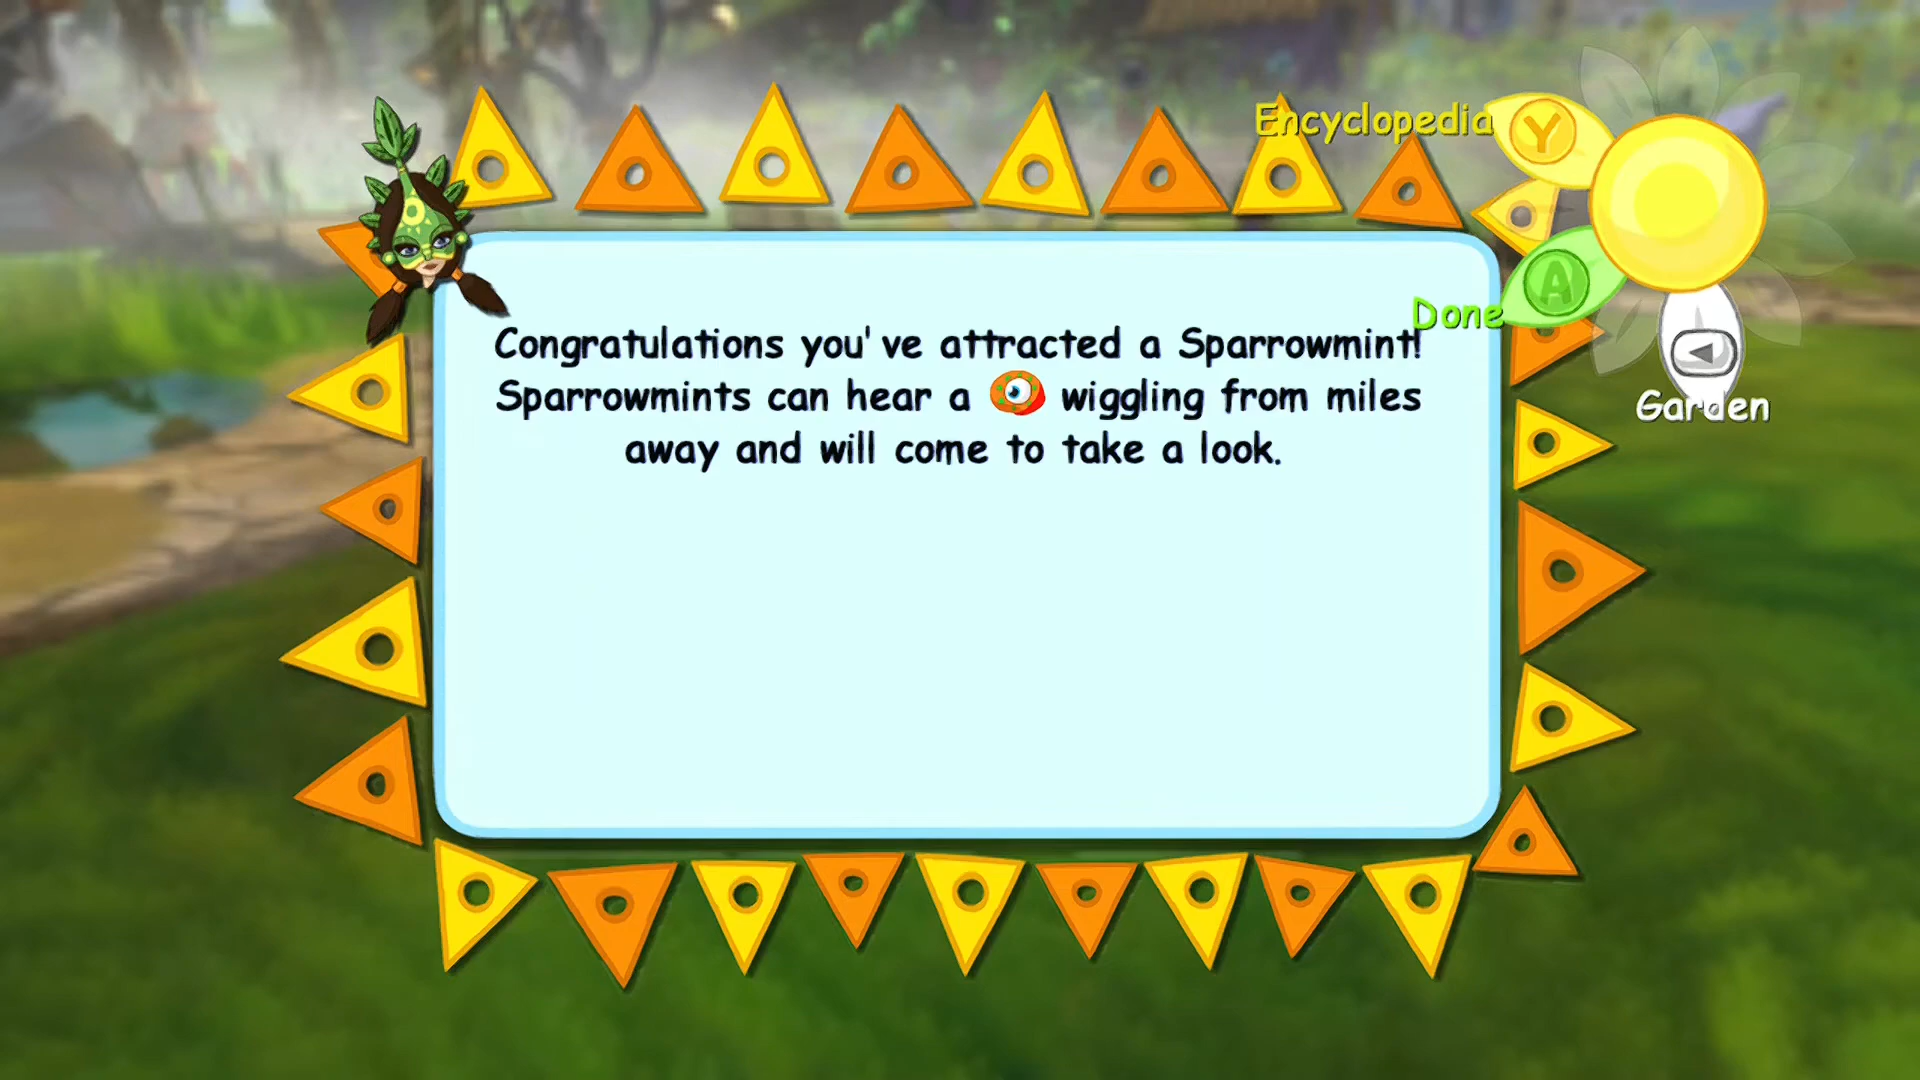 Encyclopedia Y
Done A
Garden
Congratulations you've attracted a Sparrowmint!
Sparrowmints can hear a wiggling from miles
away and will come to take a look.